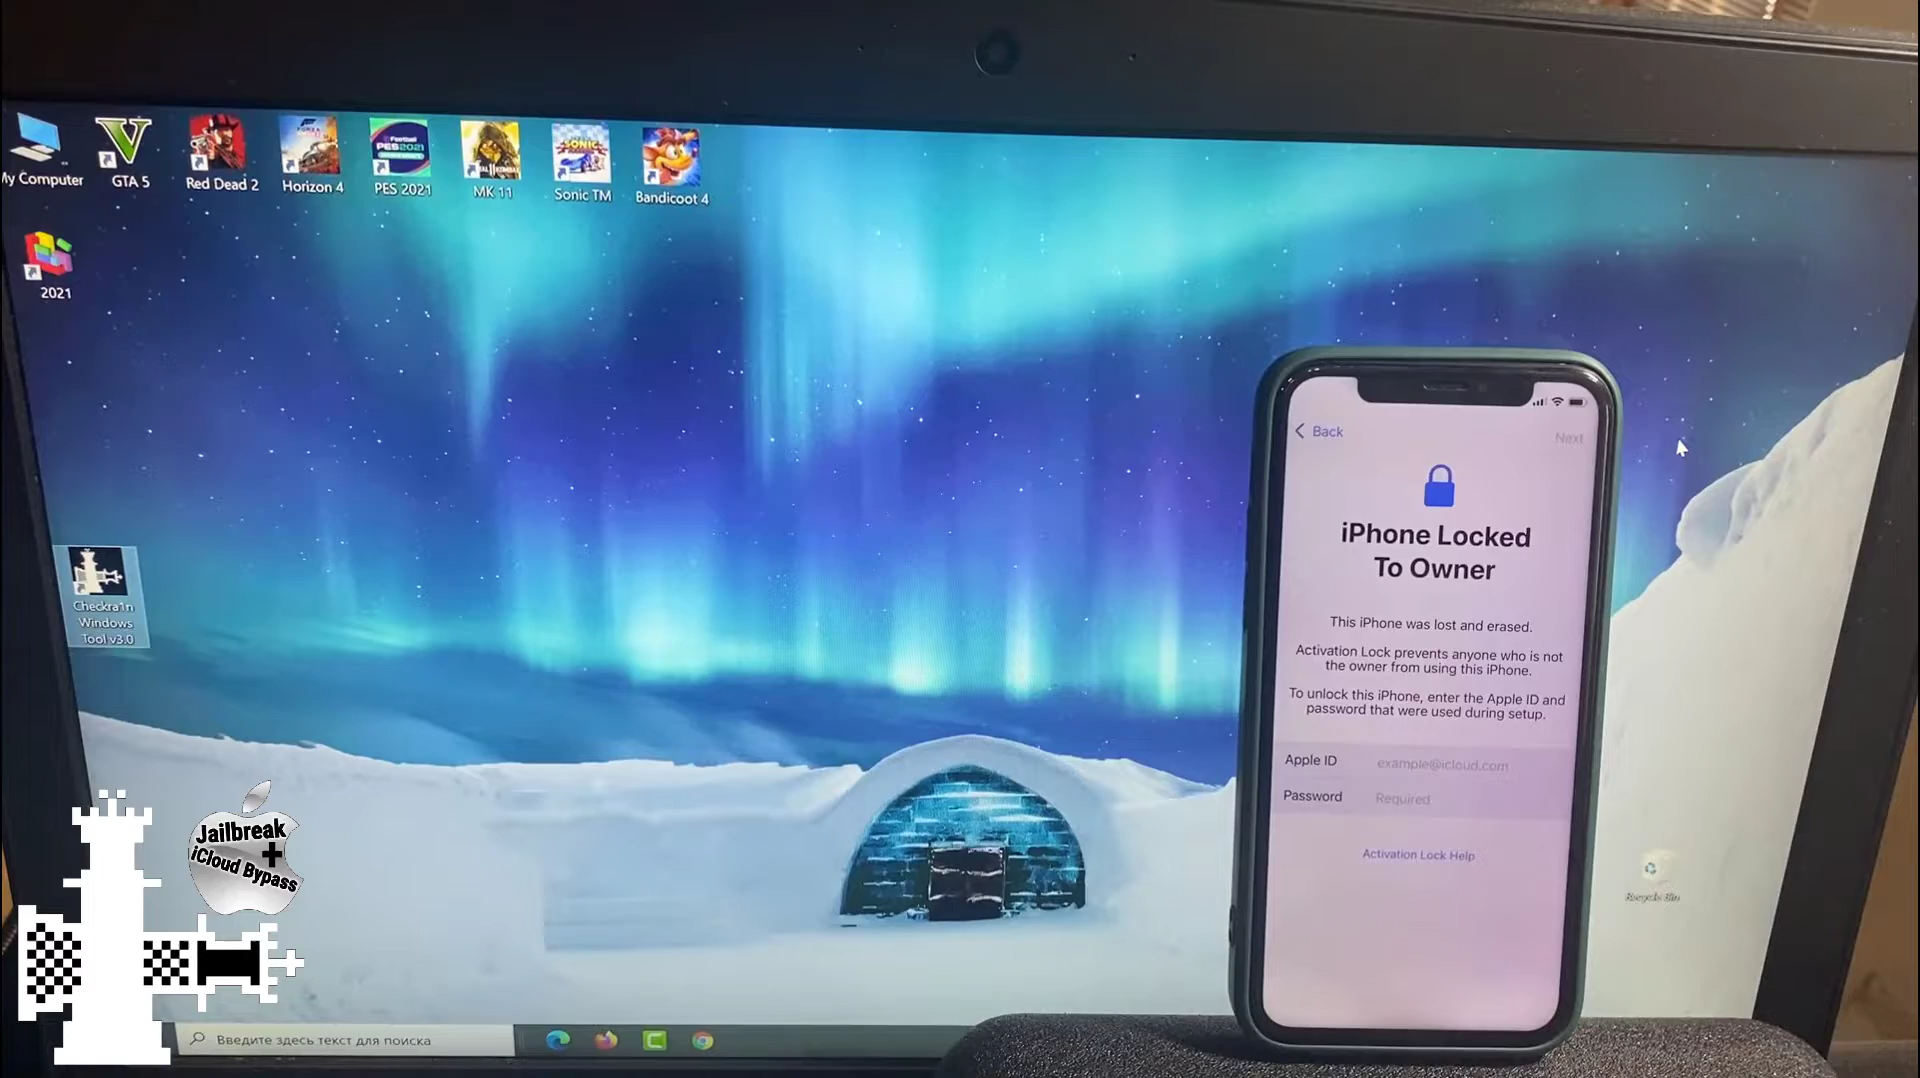 My Computer
GTA 5
Red Dead 2
Horizon 4
PES 2021
MK 11
Sonic TM
Bandicoot 4
2021
Checkra1n
Windows
Tool v3.0
Jailbreak
+
iCloud Bypass
Введите здесь текст для поиска
Back
Next
iPhone Locked
To Owner
This iPhone was lost and erased.
Activation Lock prevents anyone who is not
the owner from using this iPhone.
To unlock this iPhone, enter the Apple ID and
password that were used during setup.
Apple ID
example@icloud.com
Password
Required
Activation Lock Help
Recycle Bin